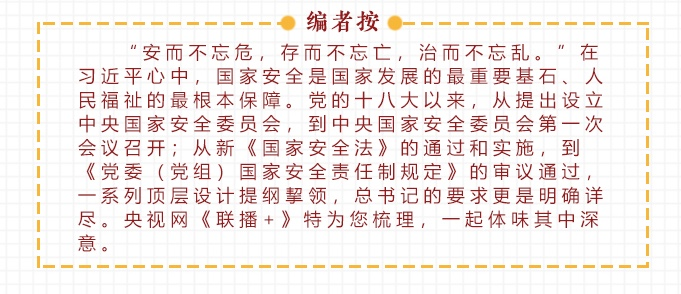 编者按
“安而不忘危，存而不忘亡，治而不忘乱。”在
习近平心中，国家安全是国家发展的最重要基石、人
民福祉的最根本保障。党的十八大以来，从提出设立
中央国家安全委员会，到中央国家安全委员会第一次
会议召开；从新《国家安全法》的通过和实施，到
《党委（党组）国家安全责任制规定》的审议通过，
一系列顶层设计提纲挈领，总书记的要求更是明确详
尽。央视网《联播+》特为您梳理，一起体味其中深
意。